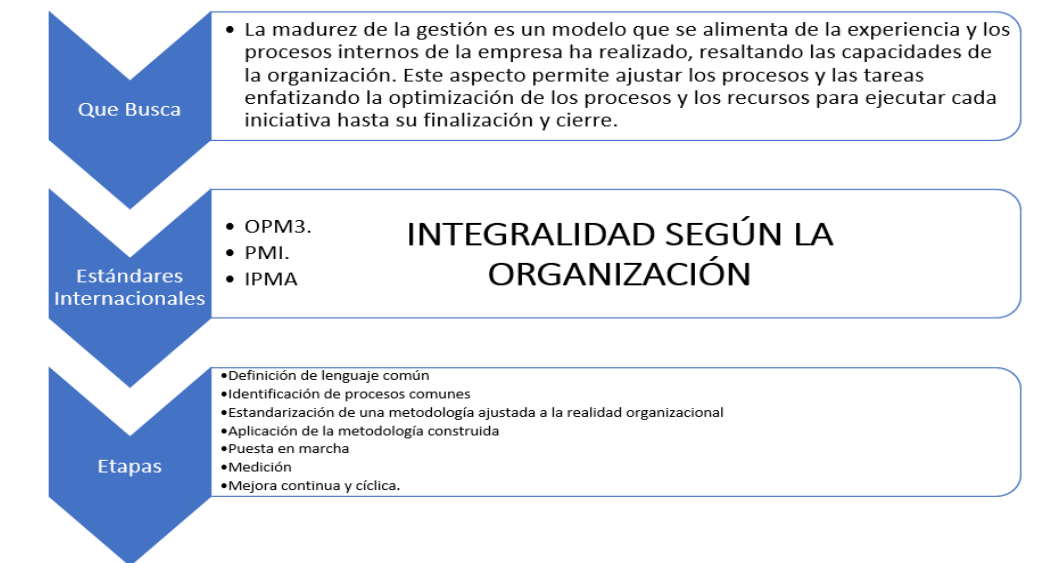 Que Busca
• La madurez de la gestión es un modelo que se alimenta de la experiencia y los
procesos internos de la empresa ha realizado, resaltando las capacidades de
la organización. Este aspecto permite ajustar los procesos y las tareas
enfatizando la optimización de los procesos y los recursos para ejecutar cada
iniciativa hasta su finalización y cierre.
Estándares
Internacionales
• OPM3.
• PMI.
• IPMA
INTEGRALIDAD SEGÚN LA
ORGANIZACIÓN
Etapas
•Definición de lenguaje común
•Identificación de procesos comunes
•Estandarización de una metodología ajustada a la realidad organizacional
•Aplicación de la metodología construida
•Puesta en marcha
•Medición
•Mejora continua y cíclica.